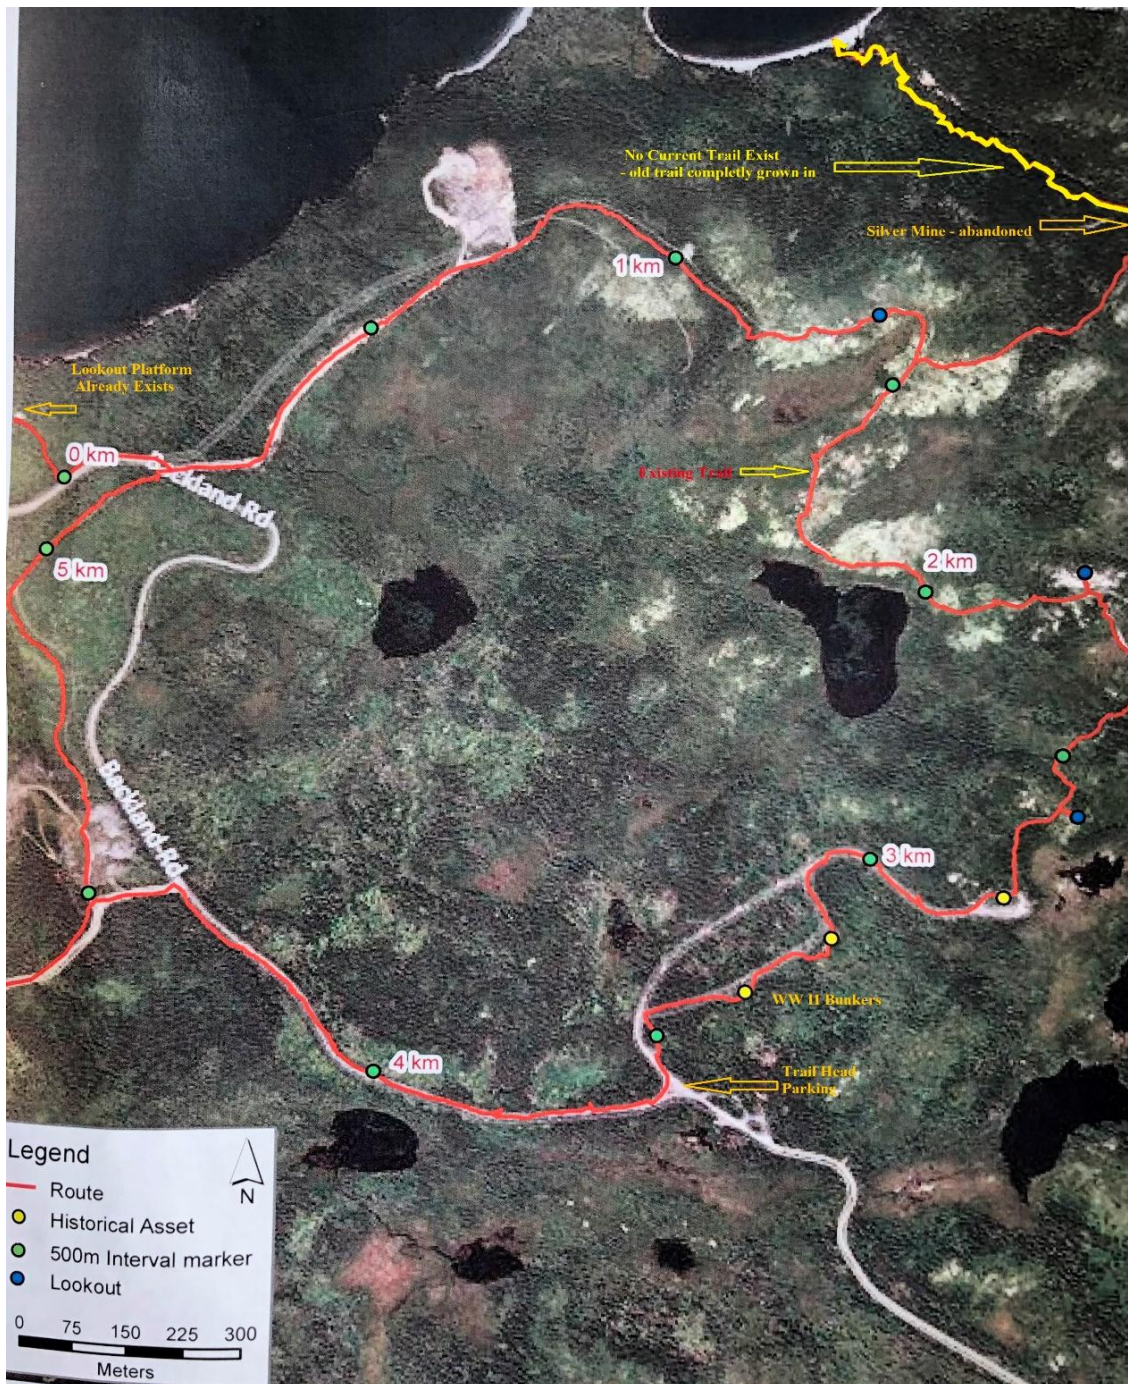 No Current Trail Exist
- old trail completly grown in
Silver Mine - abandoned
1 km
Lookout Platform
Already Exists
0 km
Existing Trail
ckland Rd
5 km
2 km
Backland Rd
3 km
WW II Bunkers
4 km
Trail Head
Parking
Legend
N
Route
Historical Asset
500m Interval marker
Lookout
0 75 150 225 300
Meters